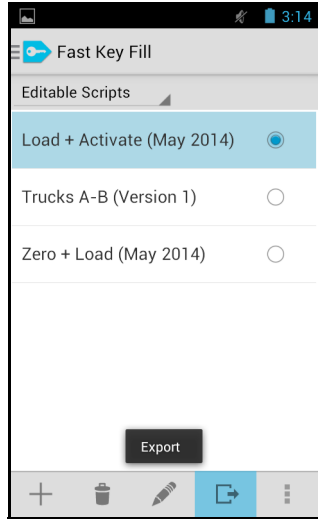 3:14
Fast Key Fill
Editable Scripts
Load + Activate (May 2014)
Trucks A-B (Version 1)
Zero + Load (May 2014)
Export